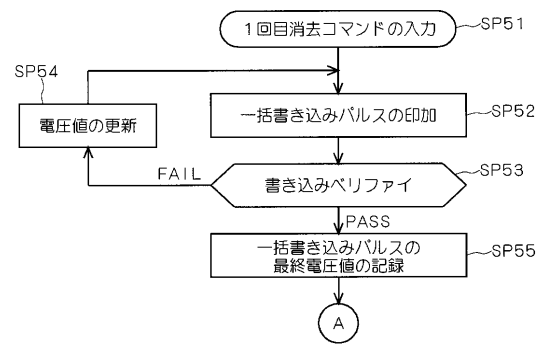 1回目消去コマンドの入力
SP51
SP54
電圧値の更新
一括書き込みパルスの印加
SP52
FAIL
書き込みベリファイ
SP53
PASS
一括書き込みパルスの
最終電圧値の記録
SP55
A